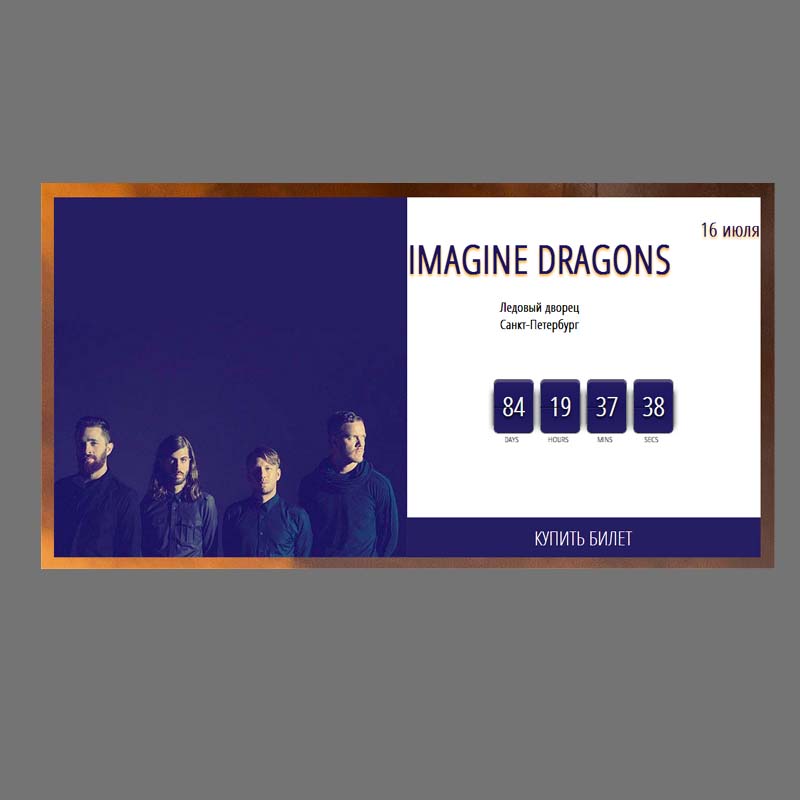 16 июля
IMAGINE DRAGONS
Ледовый дворец
Санкт-Петербург
84 19 37 38
DAYS HOURS MINS SECS
КУПИТЬ БИЛЕТ